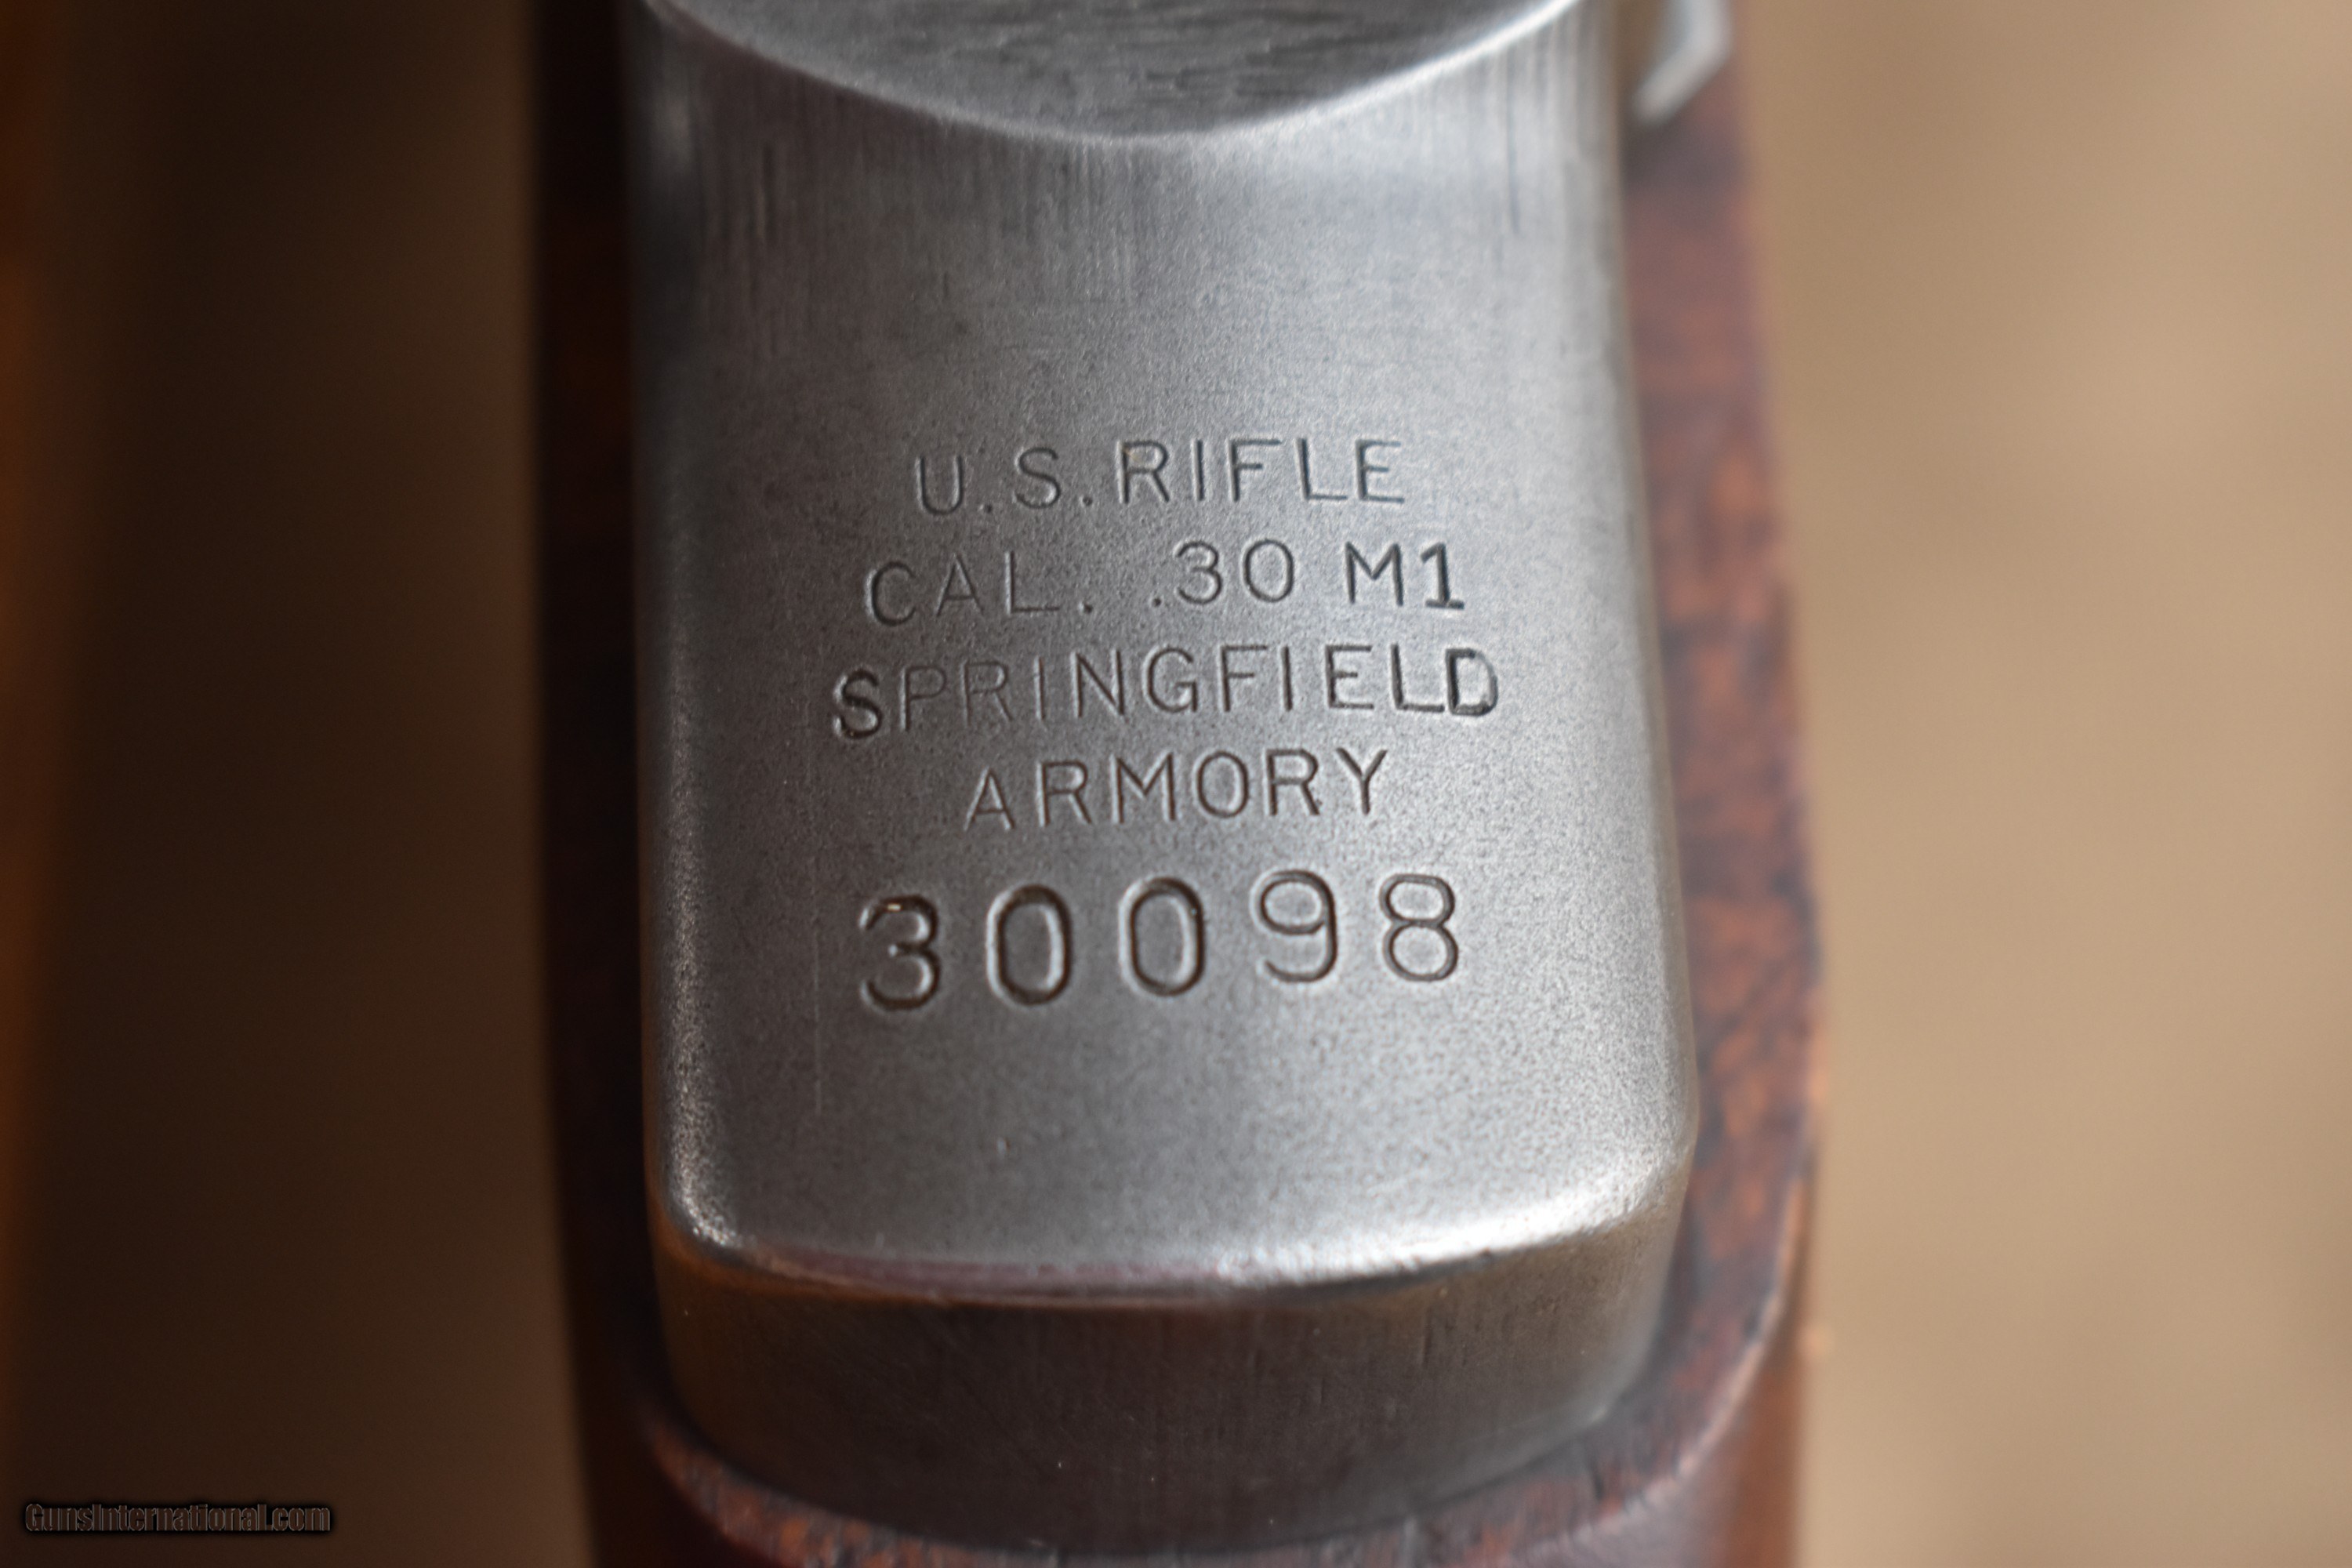 U.S. RIFLE
CAL. .30 M1
SPRINGFIELD
ARMORY
30098
GunsInternational.com